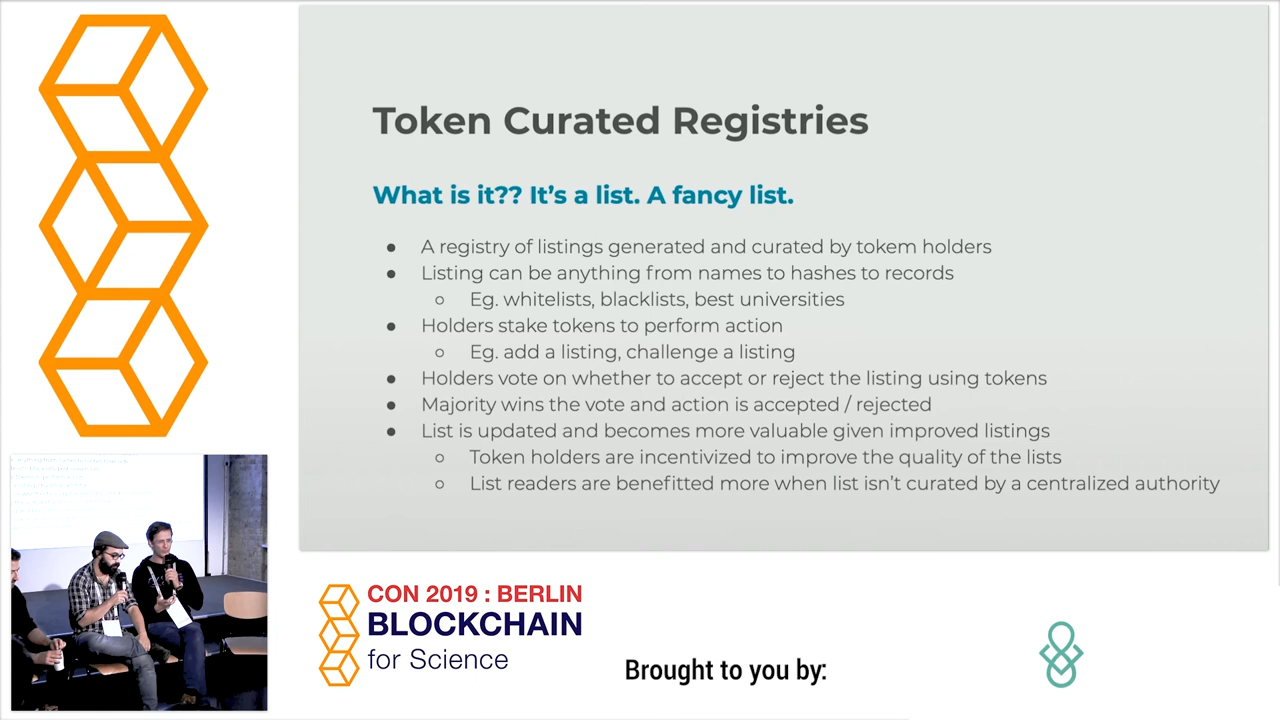 Token Curated Registries
What is it?? It’s a list. A fancy list.
● A registry of listings generated and curated by tokem holders
● Listing can be anything from names to hashes to records
○ Eg. whitelists, blacklists, best universities
● Holders stake tokens to perform action
○ Eg. add a listing, challenge a listing
● Holders vote on whether to accept or reject the listing using tokens
● Majority wins the vote and action is accepted / rejected
● List is updated and becomes more valuable given improved listings
○ Token holders are incentivized to improve the quality of the lists
○ List readers are benefitted more when list isn’t curated by a centralized authority
CON 2019 : BERLIN
BLOCKCHAIN
for Science
Brought to you by: